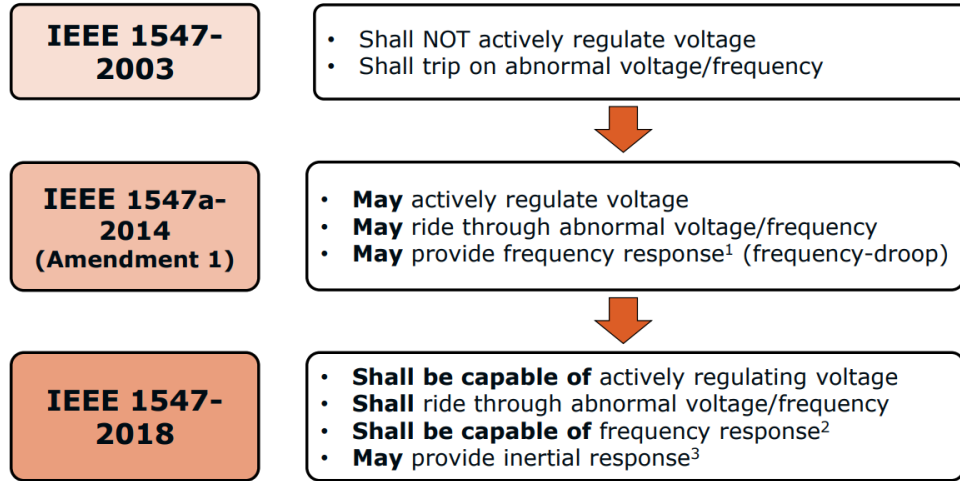 IEEE 1547-
2003
• Shall NOT actively regulate voltage
• Shall trip on abnormal voltage/frequency
IEEE 1547a-
2014
(Amendment 1)
• May actively regulate voltage
• May ride through abnormal voltage/frequency
• May provide frequency response¹ (frequency-droop)
IEEE 1547-
2018
• Shall be capable of actively regulating voltage
• Shall ride through abnormal voltage/frequency
• Shall be capable of frequency response²
• May provide inertial response³